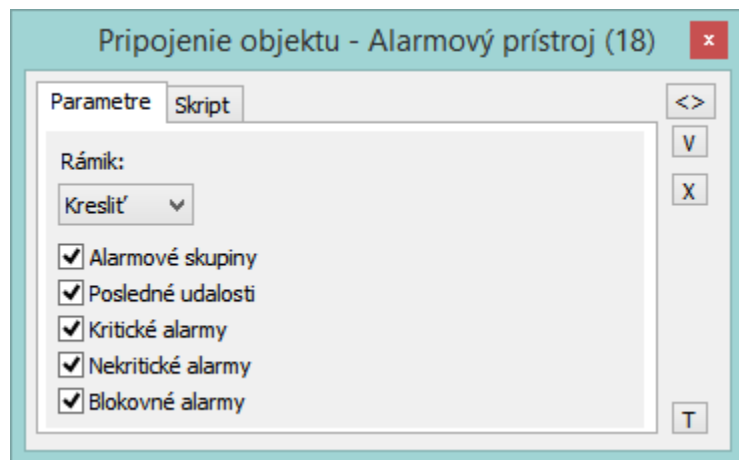 Pripojenie objektu - Alarmový prístroj (18)
x
Parametre
Skript
<>
V
X
Rámik:
Kresliť
Alarmové skupiny
Posledné udalosti
Kritické alarmy
Nekritické alarmy
Blokovné alarmy
T